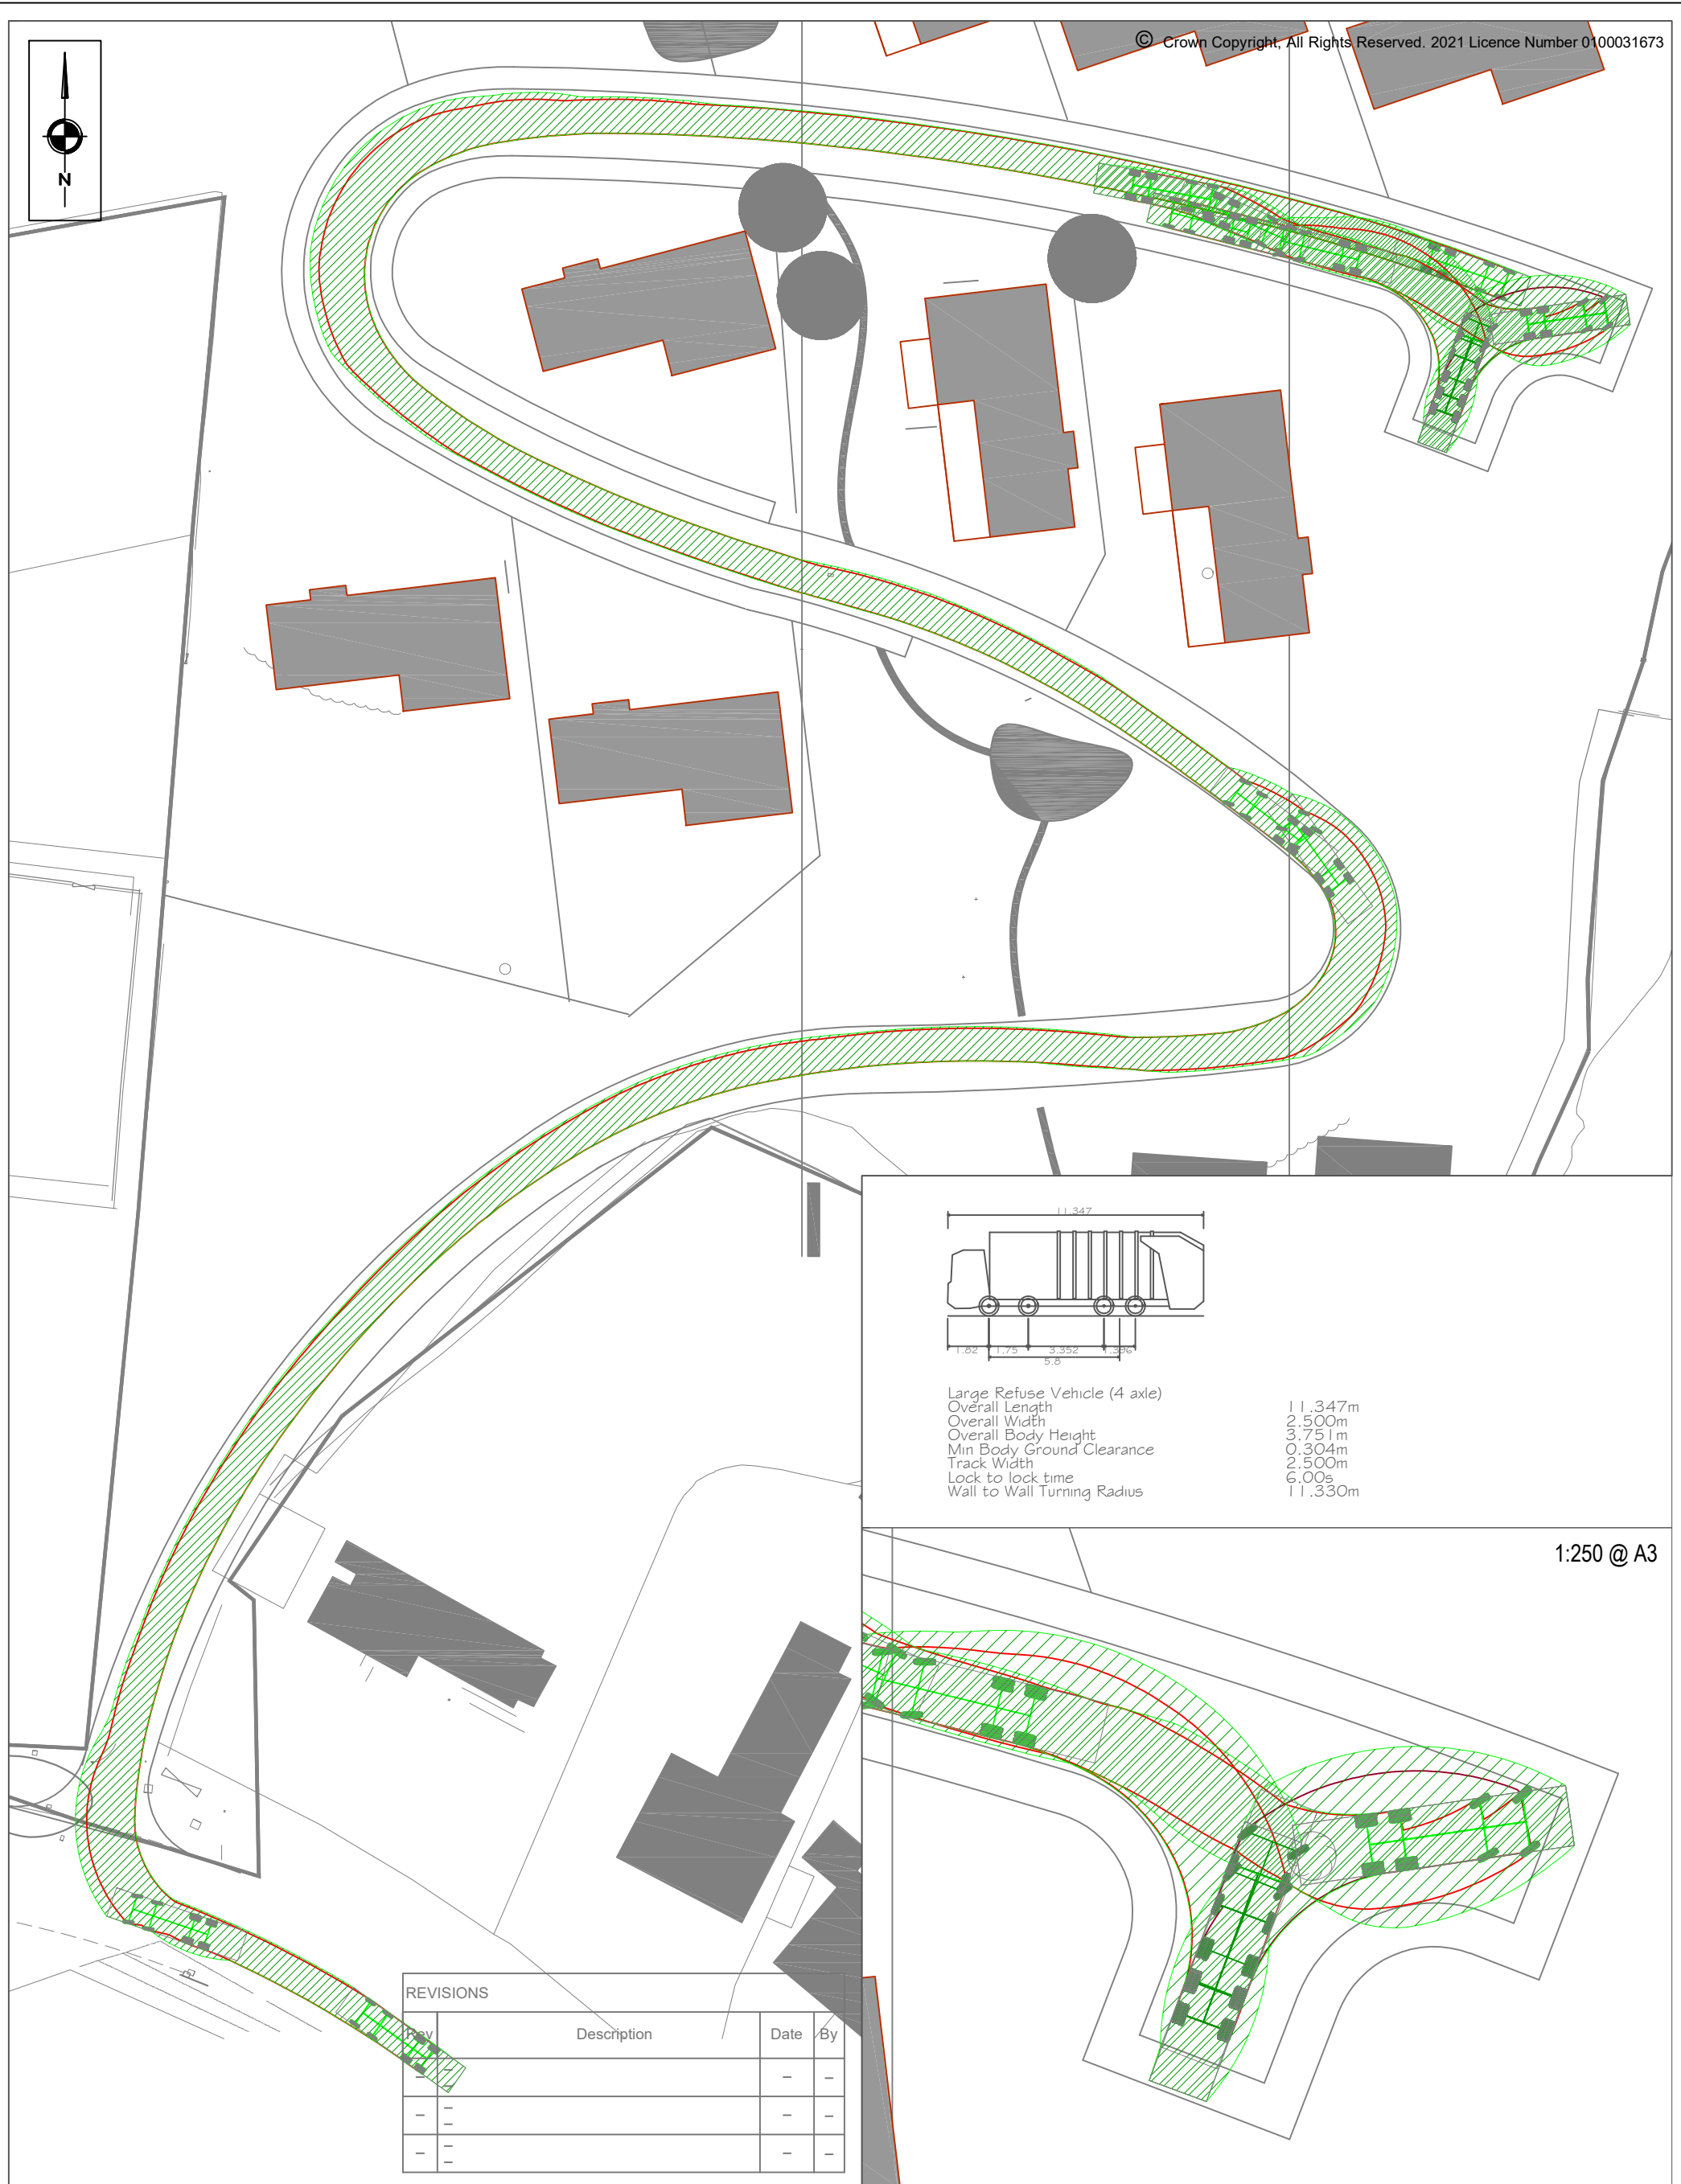 © Crown Copyright, All Rights Reserved. 2021 Licence Number 0100031673
N
11.347
1.82 1.75 3.352 1.396
5.8
Large Refuse Vehicle (4 axle)
Overall Length 11.347m
Overall Width 2.500m
Overall Body Height 3.751m
Min Body Ground Clearance 0.304m
Track Width 2.500m
Lock to lock time 6.00s
Wall to Wall Turning Radius 11.330m
1:250 @ A3
REVISIONS
Rev Description Date By
– – – –
–
– – – –
–
– – – –
–